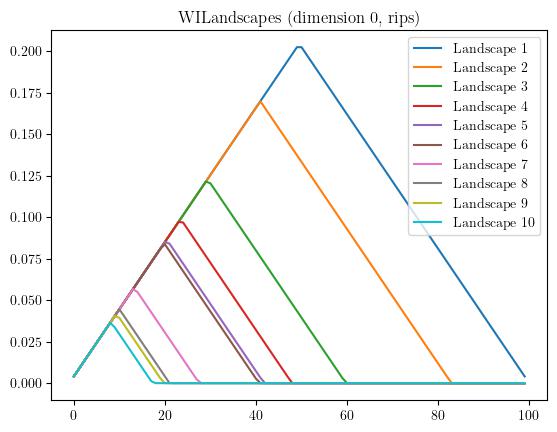 WILandscapes (dimension 0, rips)
0.200
0.175
0.150
0.125
0.100
0.075
0.050
0.025
0.000
0 20 40 60 80 100
Landscape 1
Landscape 2
Landscape 3
Landscape 4
Landscape 5
Landscape 6
Landscape 7
Landscape 8
Landscape 9
Landscape 10